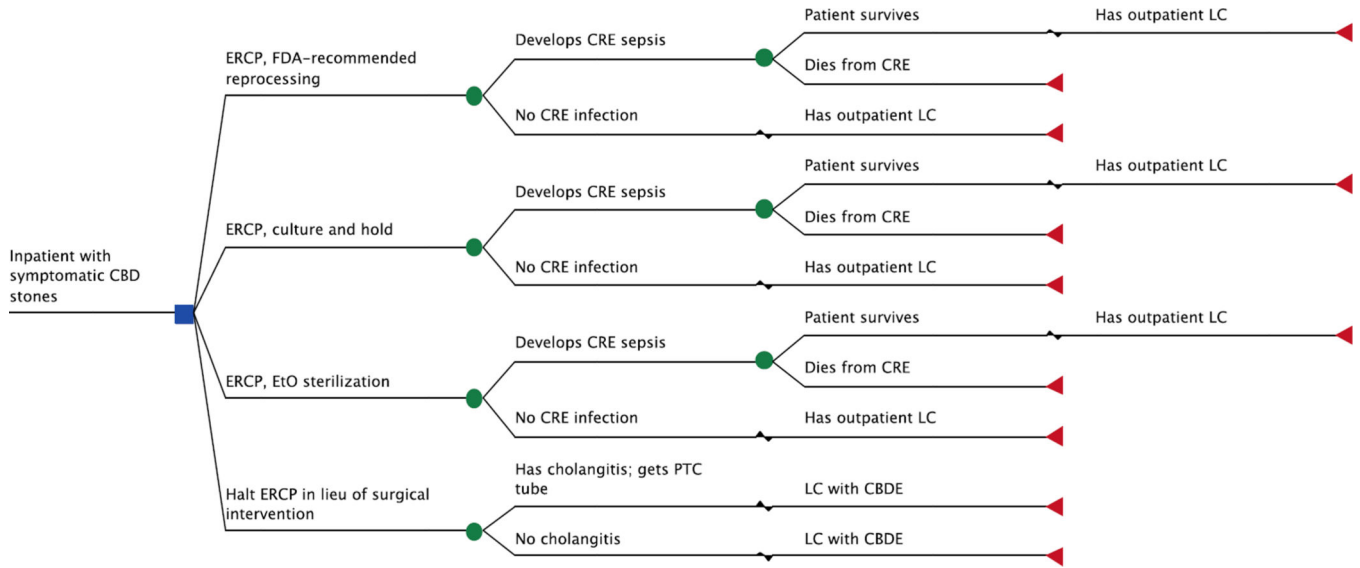 Patient survives
Has outpatient LC
Develops CRE sepsis
ERCP, FDA-recommended
reprocessing
Dies from CRE
No CRE infection
Has outpatient LC
Patient survives
Has outpatient LC
Develops CRE sepsis
ERCP, culture and hold
Dies from CRE
No CRE infection
Has outpatient LC
Inpatient with
symptomatic CBD
stones
Patient survives
Has outpatient LC
Develops CRE sepsis
ERCP, EtO sterilization
Dies from CRE
No CRE infection
Has outpatient LC
Has cholangitis; gets PTC
tube
LC with CBDE
Halt ERCP in lieu of surgical
intervention
No cholangitis
LC with CBDE